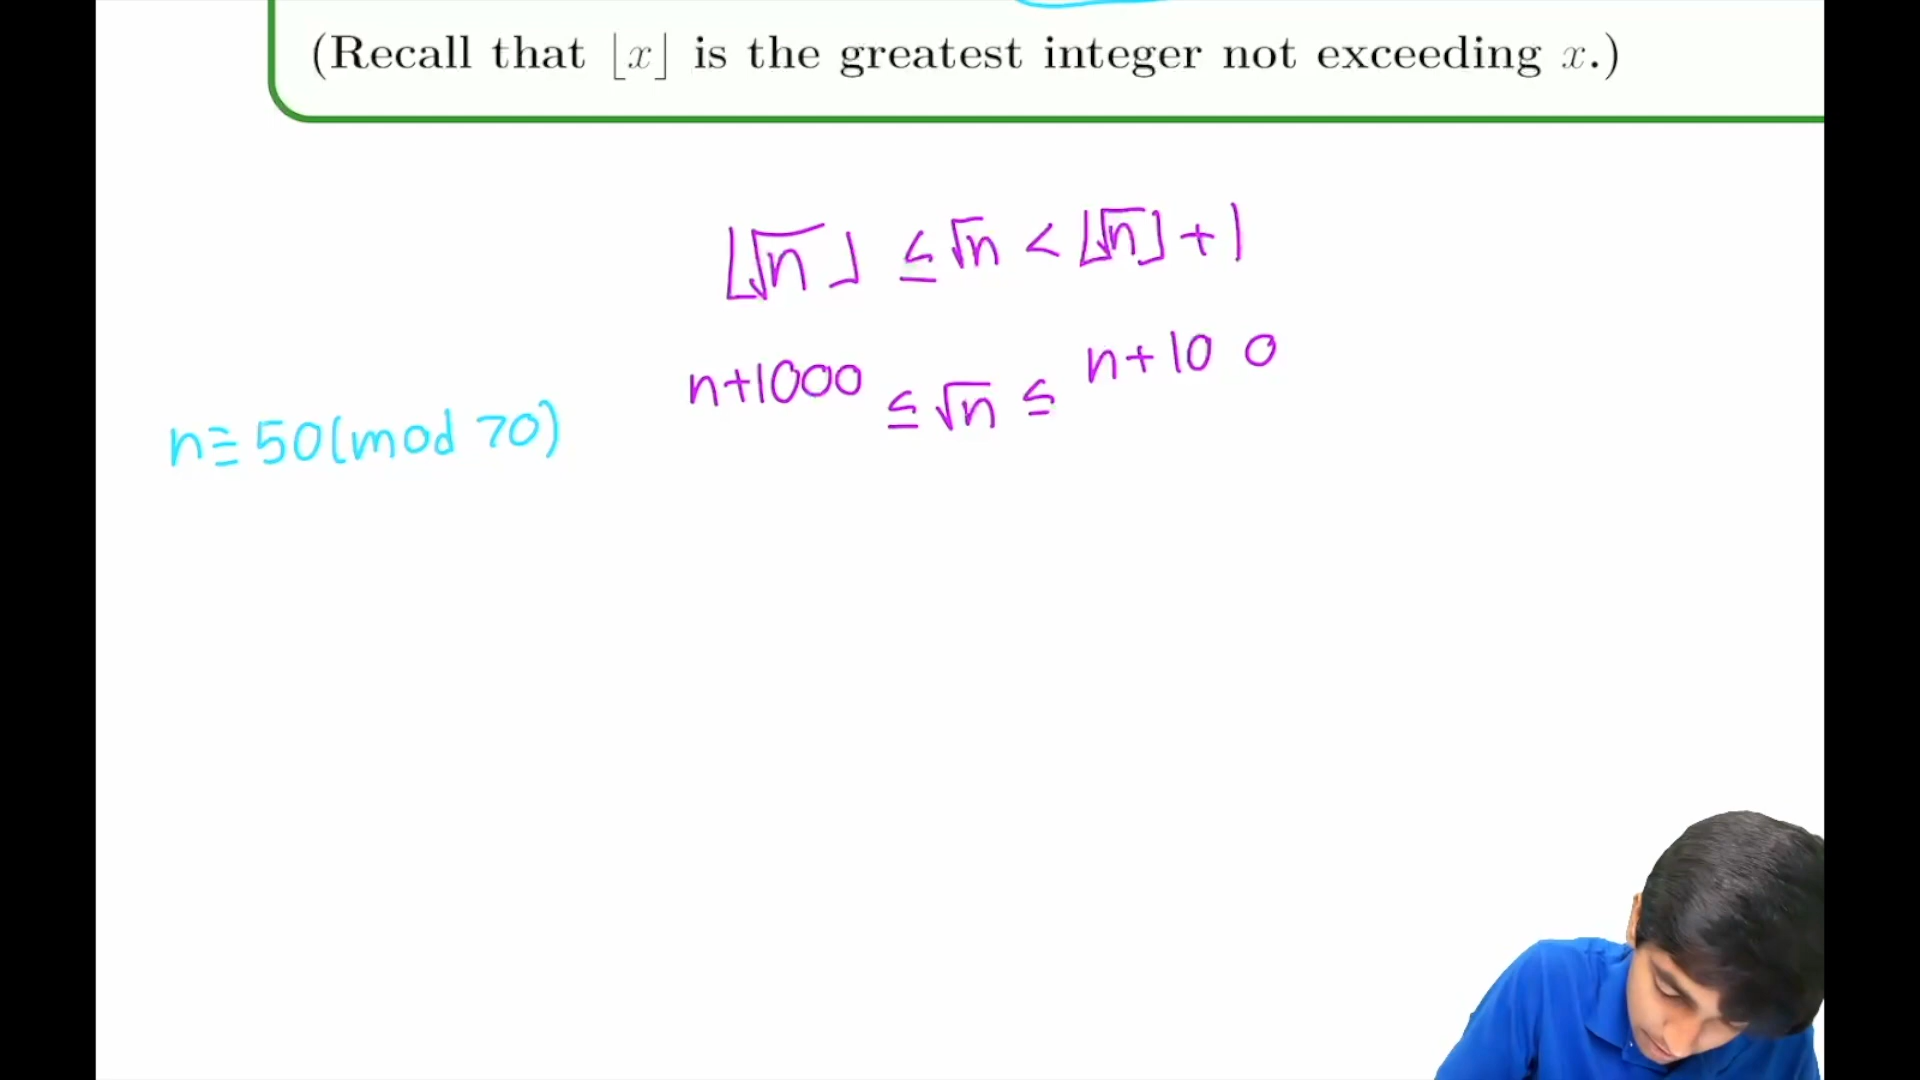 (Recall that ⌊x⌋ is the greatest integer not exceeding x.)
⌊√n⌋ ≤ √n < ⌊√n⌋ + 1
n+1000 ≤ √n ≤ n+10 0
n ≡ 50 (mod 70)